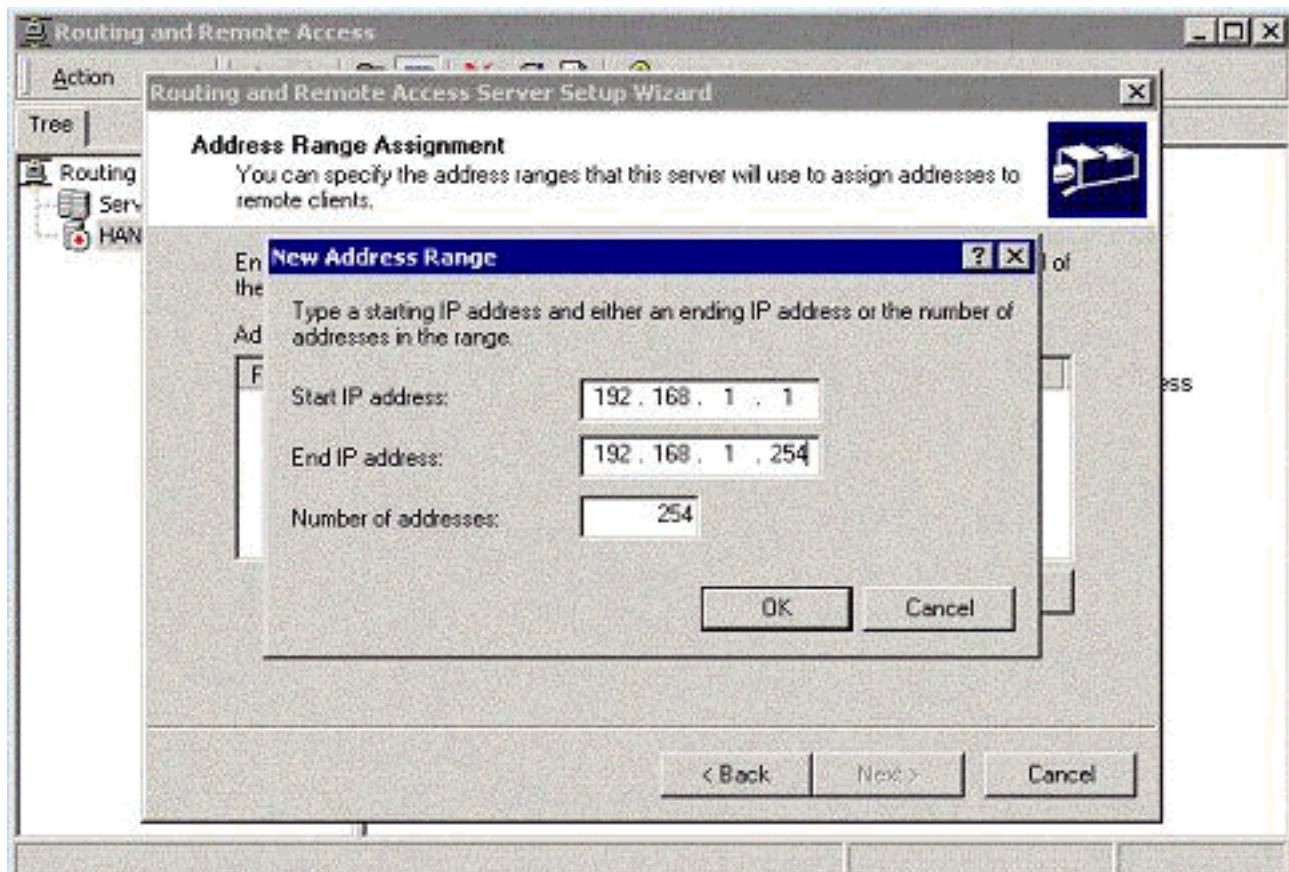 Routing and Remote Access
Action
Routing and Remote Access Server Setup Wizard
Tree
Address Range Assignment
You can specify the address ranges that this server will use to assign addresses to
remote clients.
Routing
Serv
HAN
En
of
the
New Address Range
Type a starting IP address and either an ending IP address or the number of
addresses in the range.
Ad
F
ess
Start IP address: 192 . 168 . 1 . 1
End IP address: 192 . 168 . 1 . 254
Number of addresses: 254
OK Cancel
< Back Next > Cancel